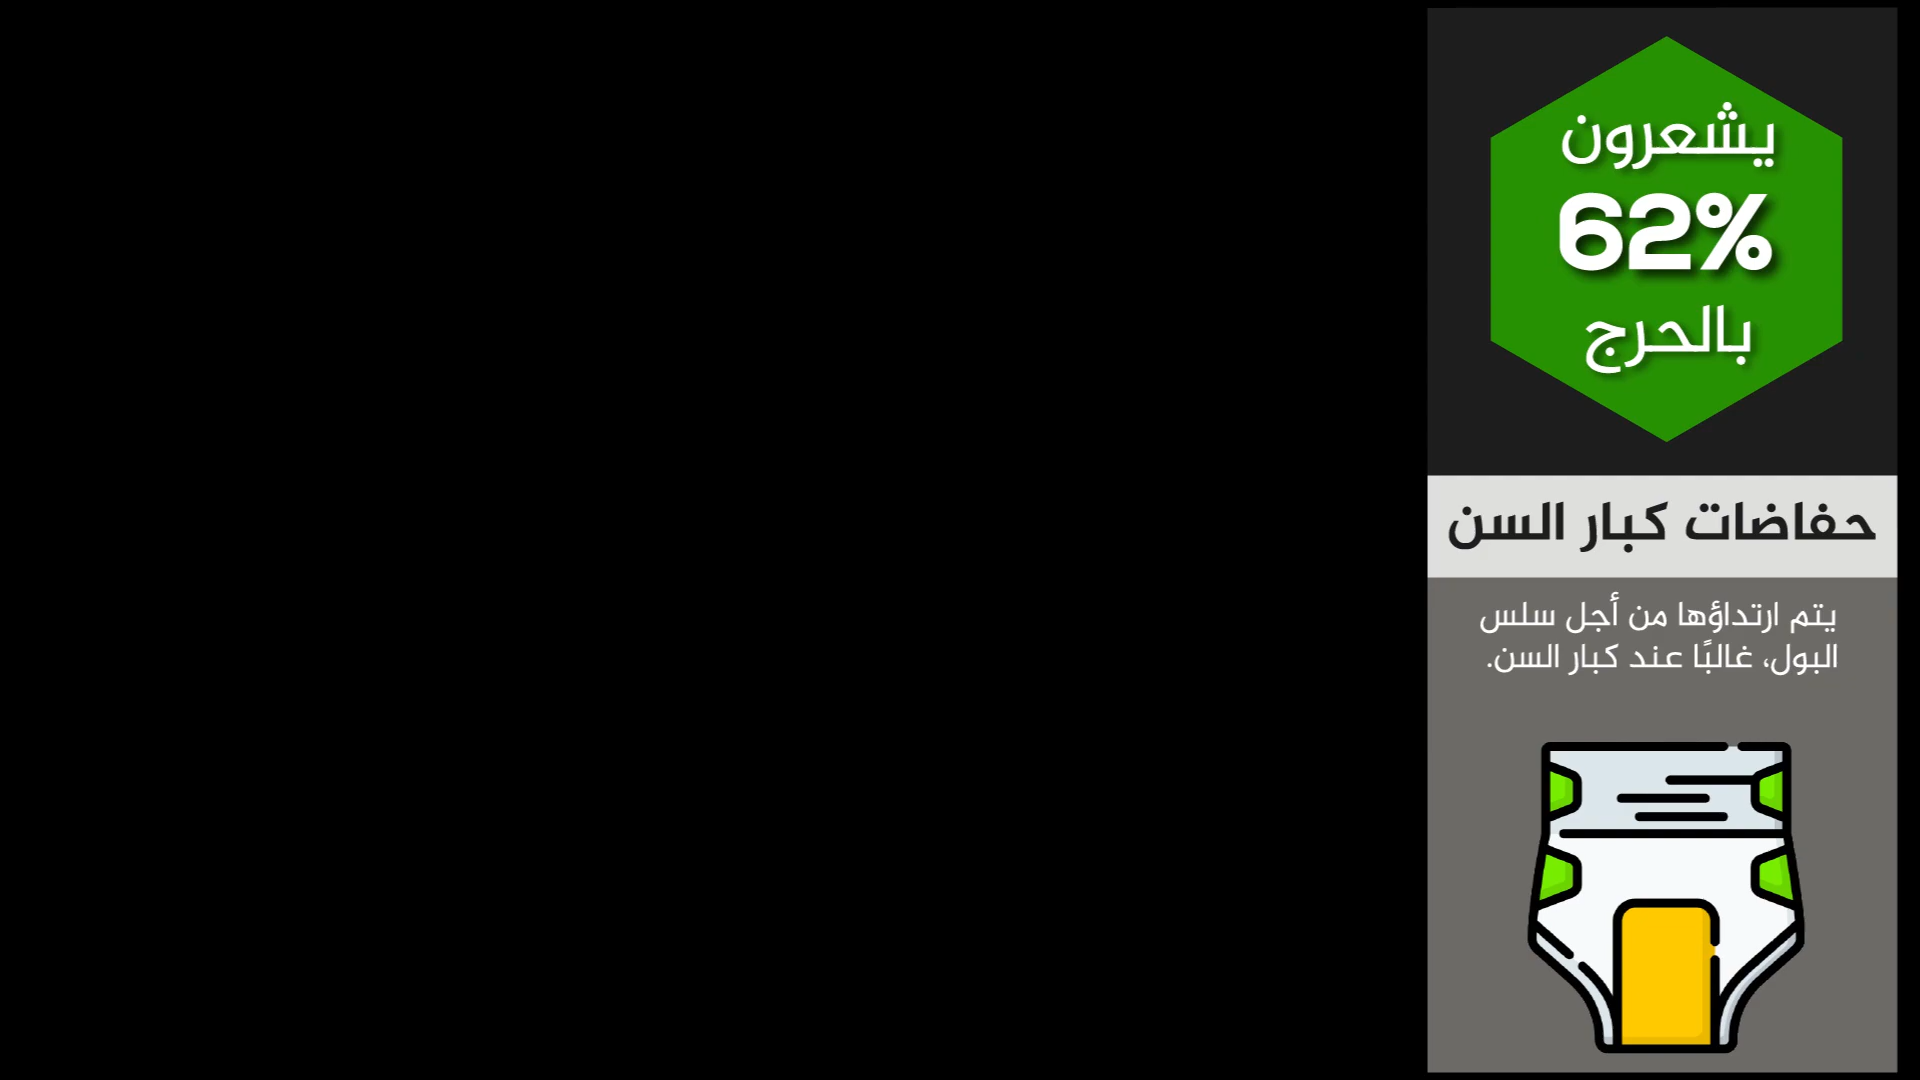 يشعرون
62%
بالحرج
حفاضات كبار السن
يتم ارتداؤها من أجل سلس
البول، غالبًا عند كبار السن.